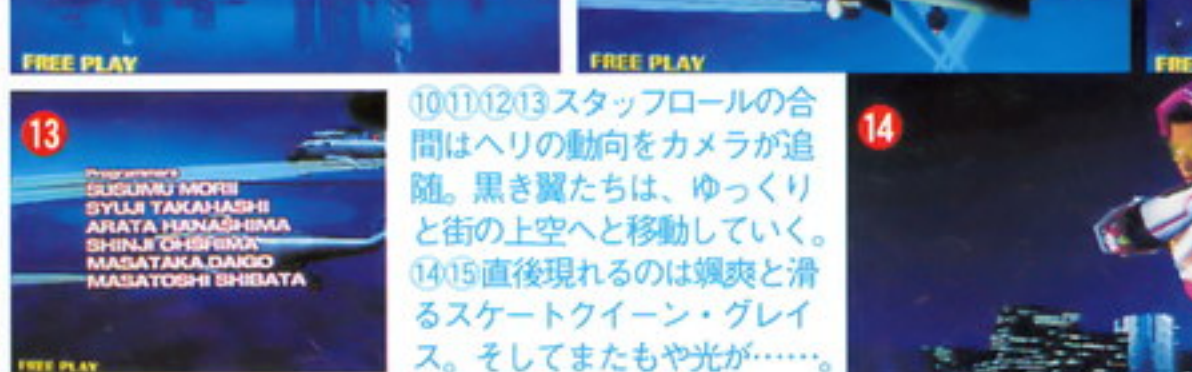 FREE PLAY
FREE PLAY
FRE
13
Programmers
SUSUMU MORII
SYUJI TAKAHASHI
ARATA HANASHIMA
SHINJI OHSHIMA
MASATAKA.DAIGO
MASATOSHI SHIBATA
FREE PLAY
⑩⑪⑫⑬スタッフロールの合
間はヘリの動向をカメラが追
随。黒き翼たちは、ゆっくり
と街の上空へと移動していく。
⑭⑮直後現れるのは颯爽と滑
るスケートクイーン・グレイ
ス。そしてまたもや光が……。
14